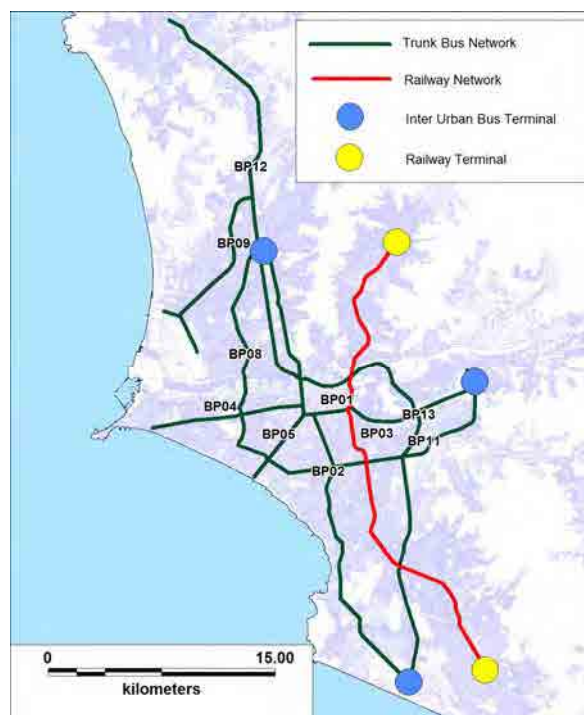 Trunk Bus Network
Railway Network
Inter Urban Bus Terminal
Railway Terminal
BP12
BP09
BP08
BP04
BP01
BP13
BP05
BP03
BP11
BP02
0 15.00
kilometers